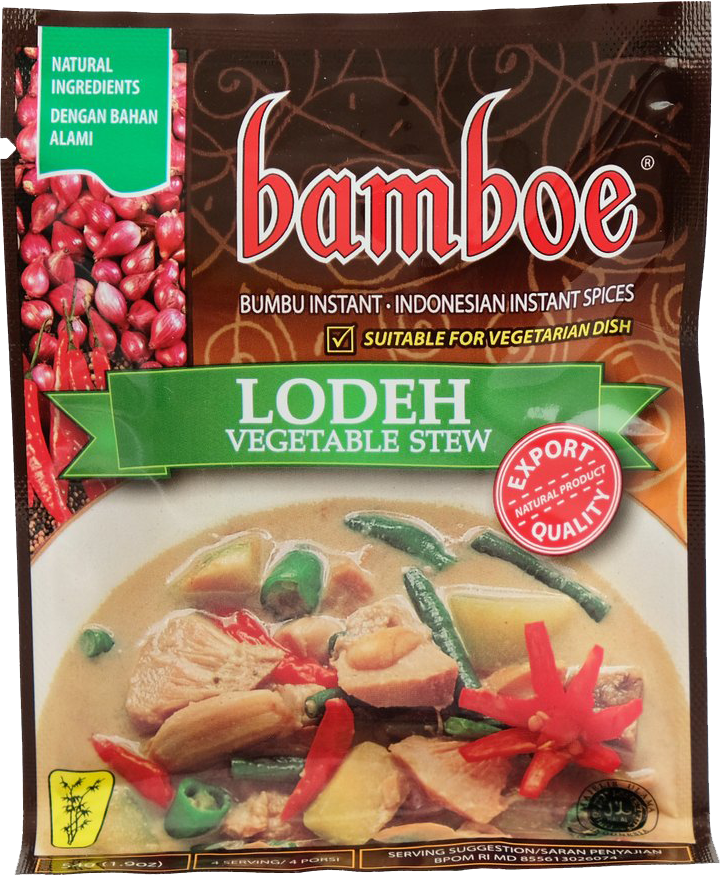 NATURAL
INGREDIENTS
DENGAN BAHAN
ALAMI
bamboe®
BUMBU INSTANT · INDONESIAN INSTANT SPICES
SUITABLE FOR VEGETARIAN DISH
LODEH
VEGETABLE STEW
EXPORT
NATURAL PRODUCT
QUALITY
54G (1.9oz)
4 SERVING/ 4 PORSI
SERVING SUGGESTION/SARAN PENYAJIAN
BPOM RI MD 855613026074